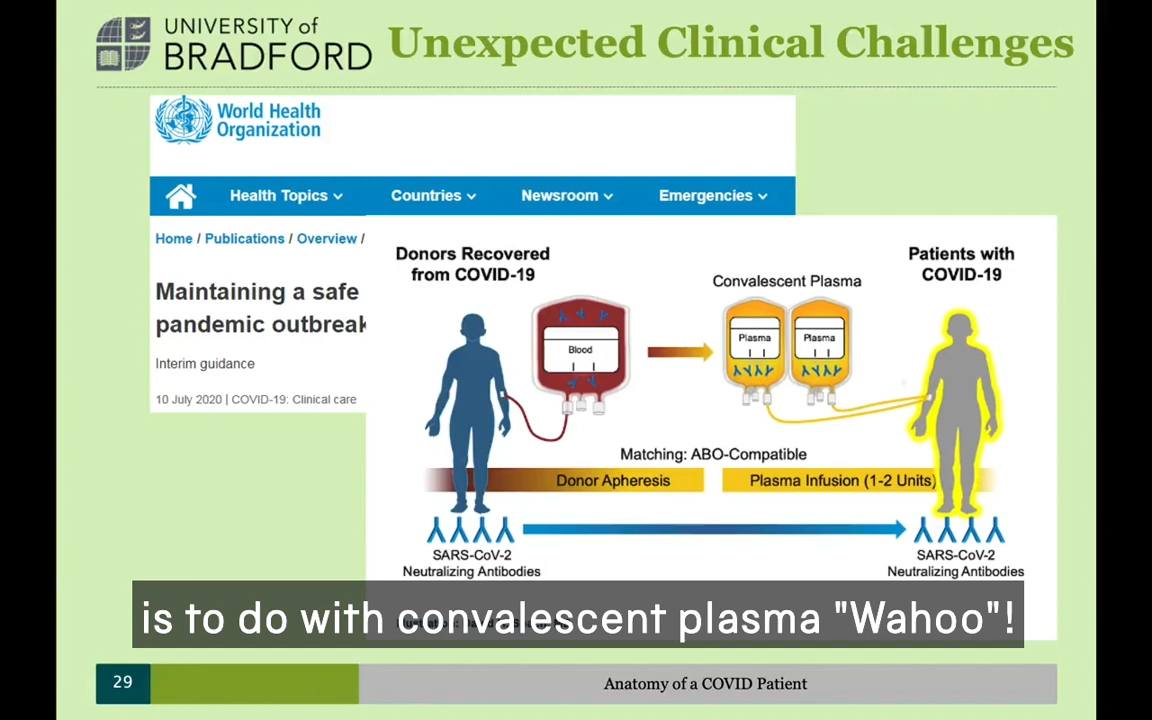 UNIVERSITY of
BRADFORD
Unexpected Clinical Challenges
World Health
Organization
Health Topics
Countries
Newsroom
Emergencies
Home / Publications / Overview /
Maintaining a safe
pandemic outbreak
Interim guidance
10 July 2020 | COVID-19: Clinical care
Donors Recovered
from COVID-19
Blood
Convalescent Plasma
Plasma
Plasma
Patients with
COVID-19
Matching: ABO-Compatible
Donor Apheresis
Plasma Infusion (1-2 Units)
SARS-CoV-2
Neutralizing Antibodies
SARS-CoV-2
Neutralizing Antibodies
is to do with convalescent plasma "Wahoo"!
29
Anatomy of a COVID Patient